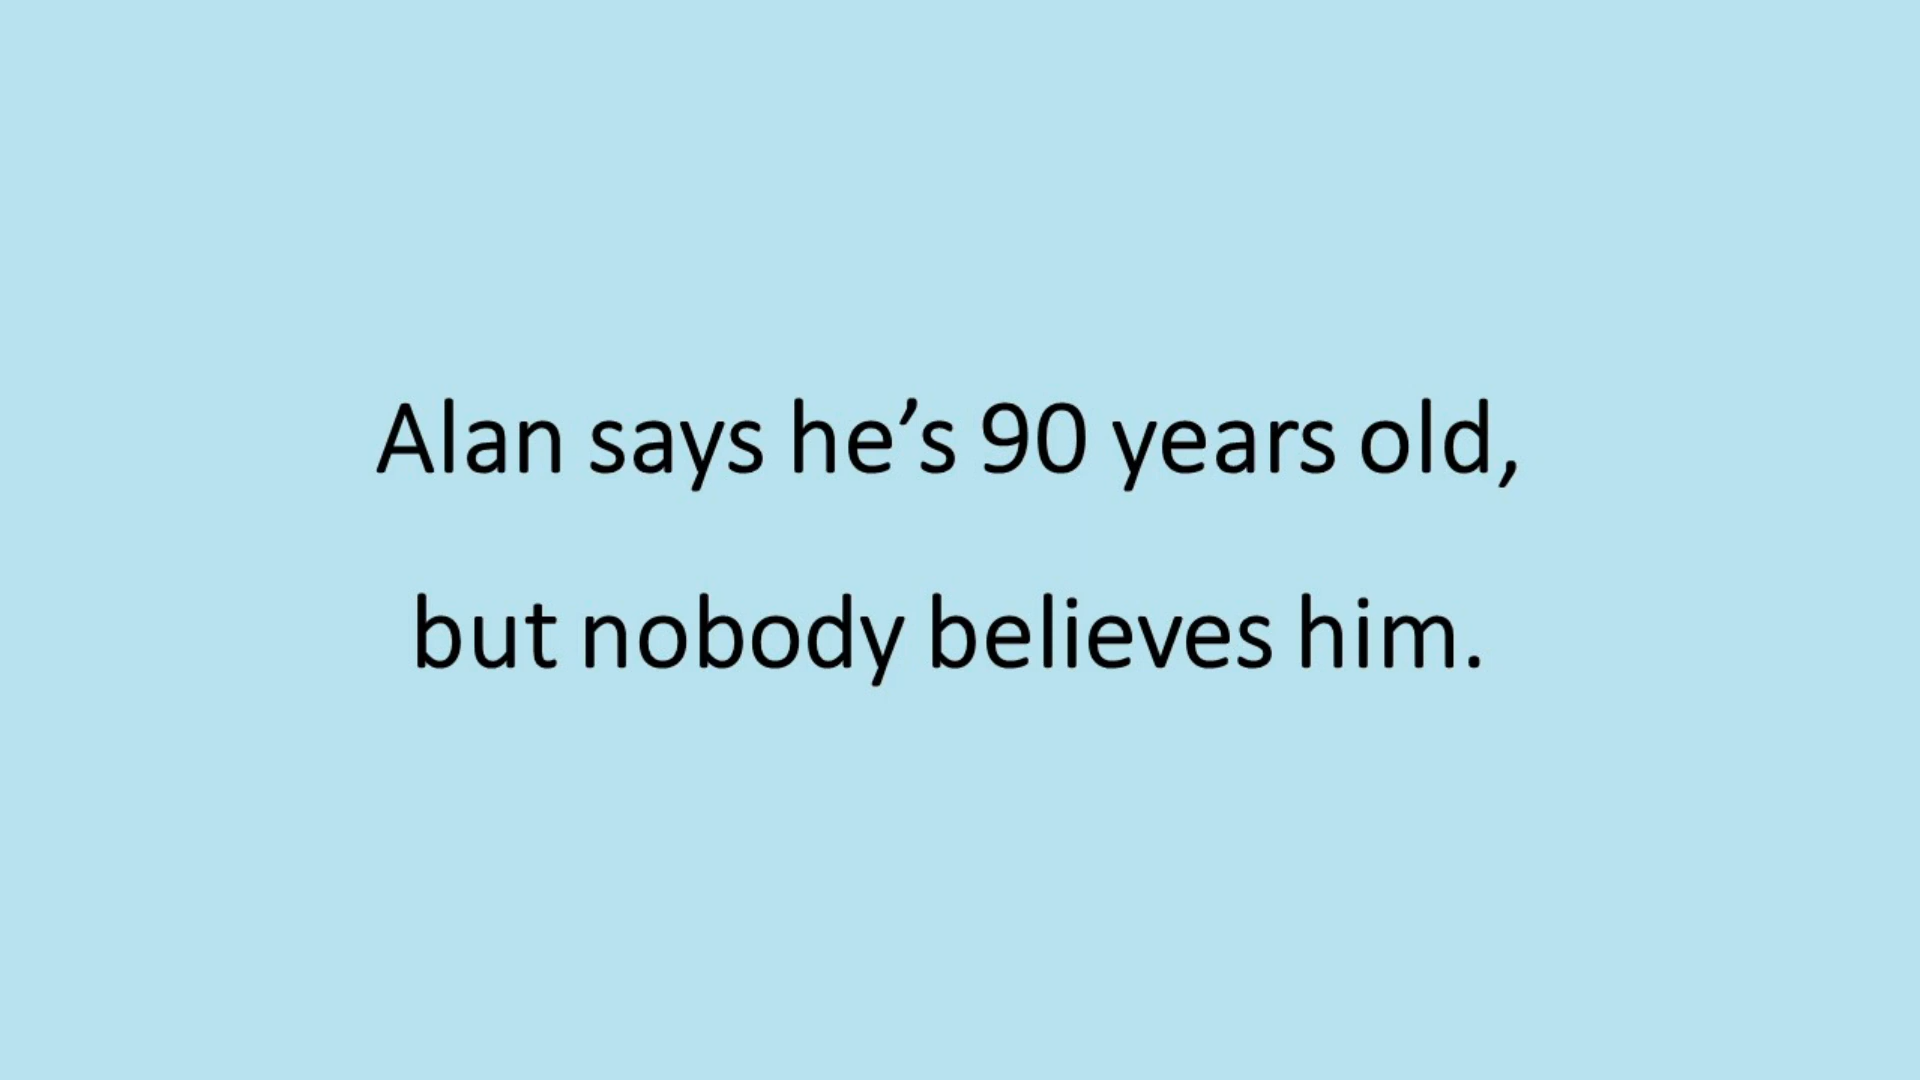 Alan says he’s 90 years old,
but nobody believes him.